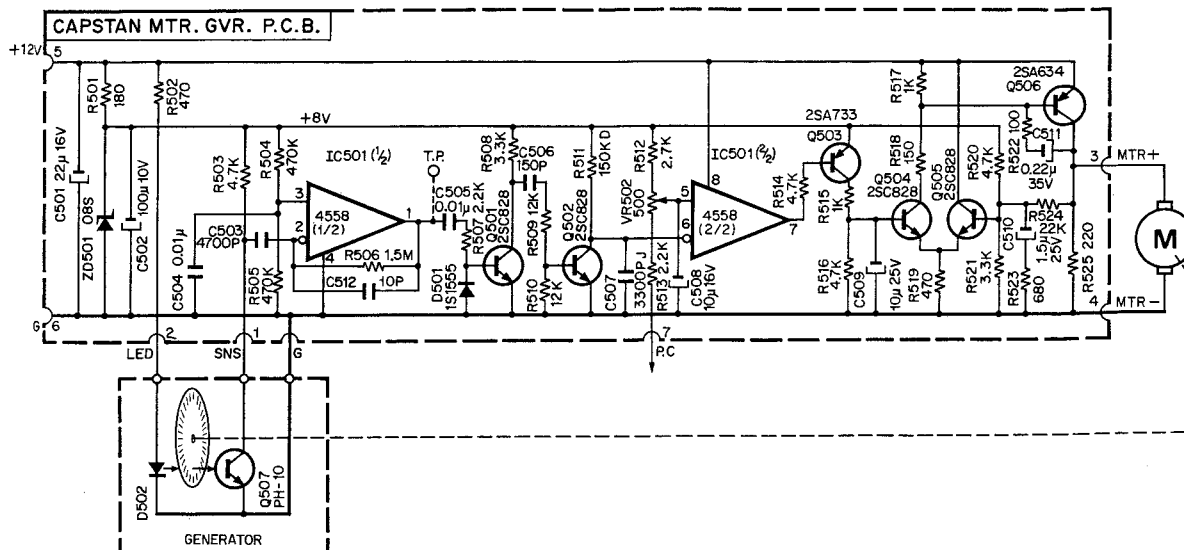 CAPSTAN MTR. GVR. P.C.B.
+12V 5
R501
180
R502
470
+8V
C501 22μ 16V
ZD501 08S
100μ 10V
C502
R503
4.7K
R504
470K
C504 0.01μ
R505
470K
C503
4700P
IC501 (1/2)
3
2
4558
(1/2)
1
4
R506 1.5M
C512
10P
T.P.
C505
0.01μ
R507 2.2K
D501
1S1555
Q501
2SC828
R508
3.3K
C506
150P
R509 12K
R510
12K
R511
150KD
Q502
2SC828
C507
3300PJ
R512
2.7K
VR502
500
R513 2.2K
C508
10μ 16V
IC501 (2/2)
8
5
6
4558
(2/2)
7
R514
4.7K
2SA733
Q503
R515
1K
R516
4.7K
C509
10μ 25V
R517
1K
R518
150
Q504
2SC828
Q505
2SC828
R519
470
R520
4.7K
R521
3.3K
R522 100
C511
0.22μ
35V
C510
1.5μ
25V
R523
680
R524
22K
R525 220
2SA634
Q506
3
MTR+
M
4
MTR-
G 6
7
P.C
LED
2
SNS
1
G
D502
Q507
PH-10
GENERATOR